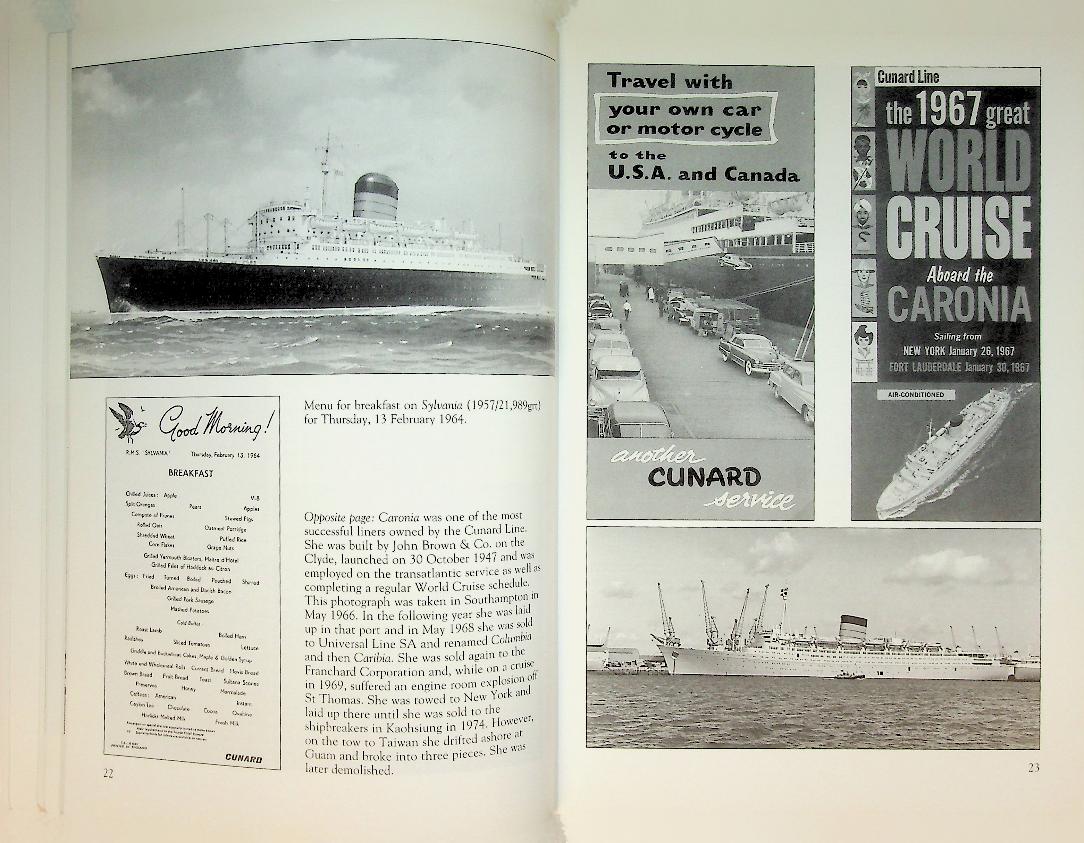 Good Morning!
R.M.S. "SYLVANIA" Thursday, February 13, 1964
BREAKFAST
Chilled Juices: Apple V-8
Split Oranges Pears Apples
Compote of Prunes Stewed Figs
Rolled Oats Oatmeal Porridge
Shredded Wheat Puffed Rice
Corn Flakes Grape Nuts
Grilled Yarmouth Bloaters, Maitre d'Hotel
Grilled Fillet of Haddock au Citron
Eggs: Fried Turned Boiled Poached Shirred
Broiled American and Danish Bacon
Grilled Pork Sausage
Mashed Potatoes
Cold Buffet
Roast Lamb Boiled Ham
Radishes Sliced Tomatoes Lettuce
Griddle and Buckwheat Cakes, Maple & Golden Syrup
White and Wholemeal Rolls Currant Bread Hovis Bread
Brown Bread Fruit Bread Toast Sultana Scones
Preserves Honey Marmalade
Coffees: American Instant
Ceylon Tea Chocolate Cocoa Ovaltine
Horlicks Malted Milk Fresh Milk
PRINTED IN ENGLAND
CUNARD
22
Menu for breakfast on Sylvania (1957/21,989grt)
for Thursday, 13 February 1964.
Opposite page: Caronia was one of the most
successful liners owned by the Cunard Line.
She was built by John Brown & Co. on the
Clyde, launched on 30 October 1947 and was
employed on the transatlantic service as well as
completing a regular World Cruise schedule.
This photograph was taken in Southampton in
May 1966. In the following year she was laid
up in that port and in May 1968 she was sold
to Universal Line SA and renamed Columbia
and then Caribia. She was sold again to the
Franchard Corporation and, while on a cruise
in 1969, suffered an engine room explosion off
St Thomas. She was towed to New York and
laid up there until she was sold to the
shipbreakers in Kaohsiung in 1974. However,
on the tow to Taiwan she drifted ashore at
Guam and broke into three pieces. She was
later demolished.
Travel with
your own car
or motor cycle
to the
U.S.A. and Canada
another
CUNARD
service
Cunard Line
the 1967 great
WORLD
CRUISE
Aboard the
CARONIA
Sailing from
NEW YORK January 26, 1967
FORT LAUDERDALE January 30, 1967
AIR-CONDITIONED
23